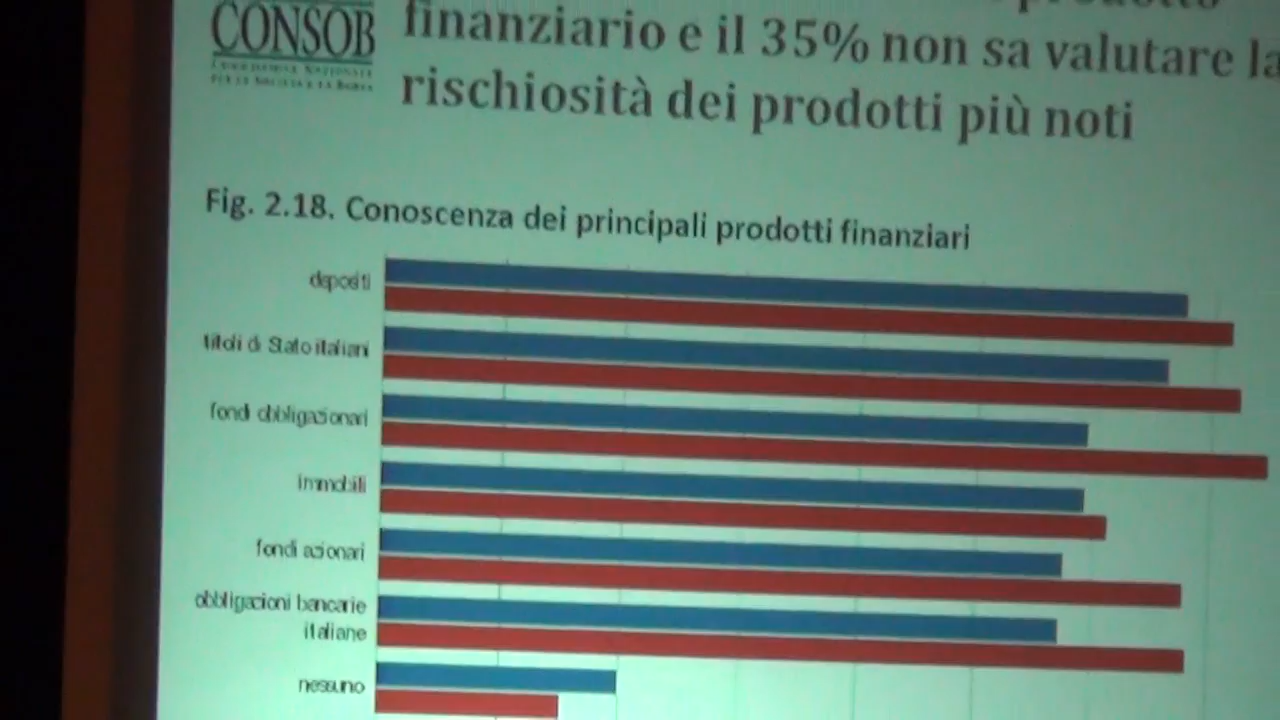 CONSOB
finanziario e il 35% non sa valutare la
rischiosità dei prodotti più noti
Fig. 2.18. Conoscenza dei principali prodotti finanziari
depositi
titoli di Stato italiani
fondi obbligazionari
immobili
fondi azionari
obbligazioni bancarie
italiane
nessuno